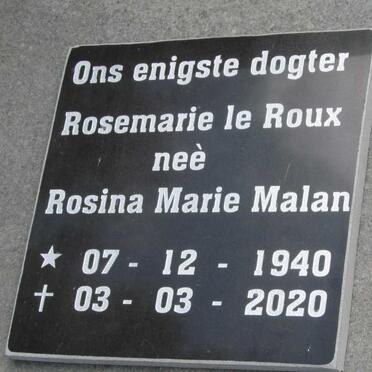 Ons enigste dogter
Rosemarie le Roux
neè
Rosina Marie Malan
★ 07 - 12 - 1940
✝ 03 - 03 - 2020